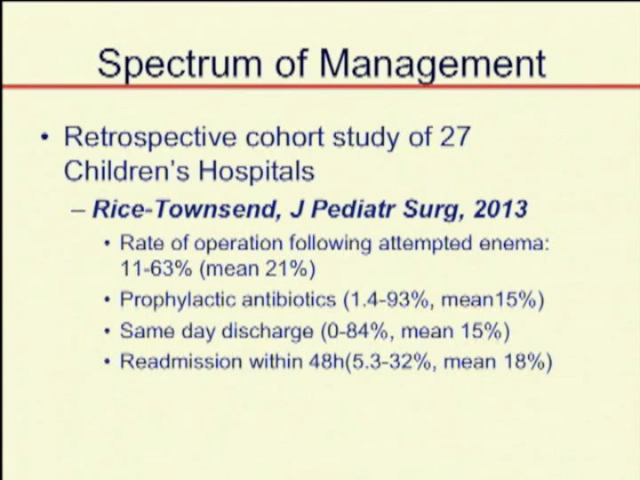 Spectrum of Management
• Retrospective cohort study of 27
Children's Hospitals
– Rice-Townsend, J Pediatr Surg, 2013
• Rate of operation following attempted enema:
11-63% (mean 21%)
• Prophylactic antibiotics (1.4-93%, mean15%)
• Same day discharge (0-84%, mean 15%)
• Readmission within 48h(5.3-32%, mean 18%)